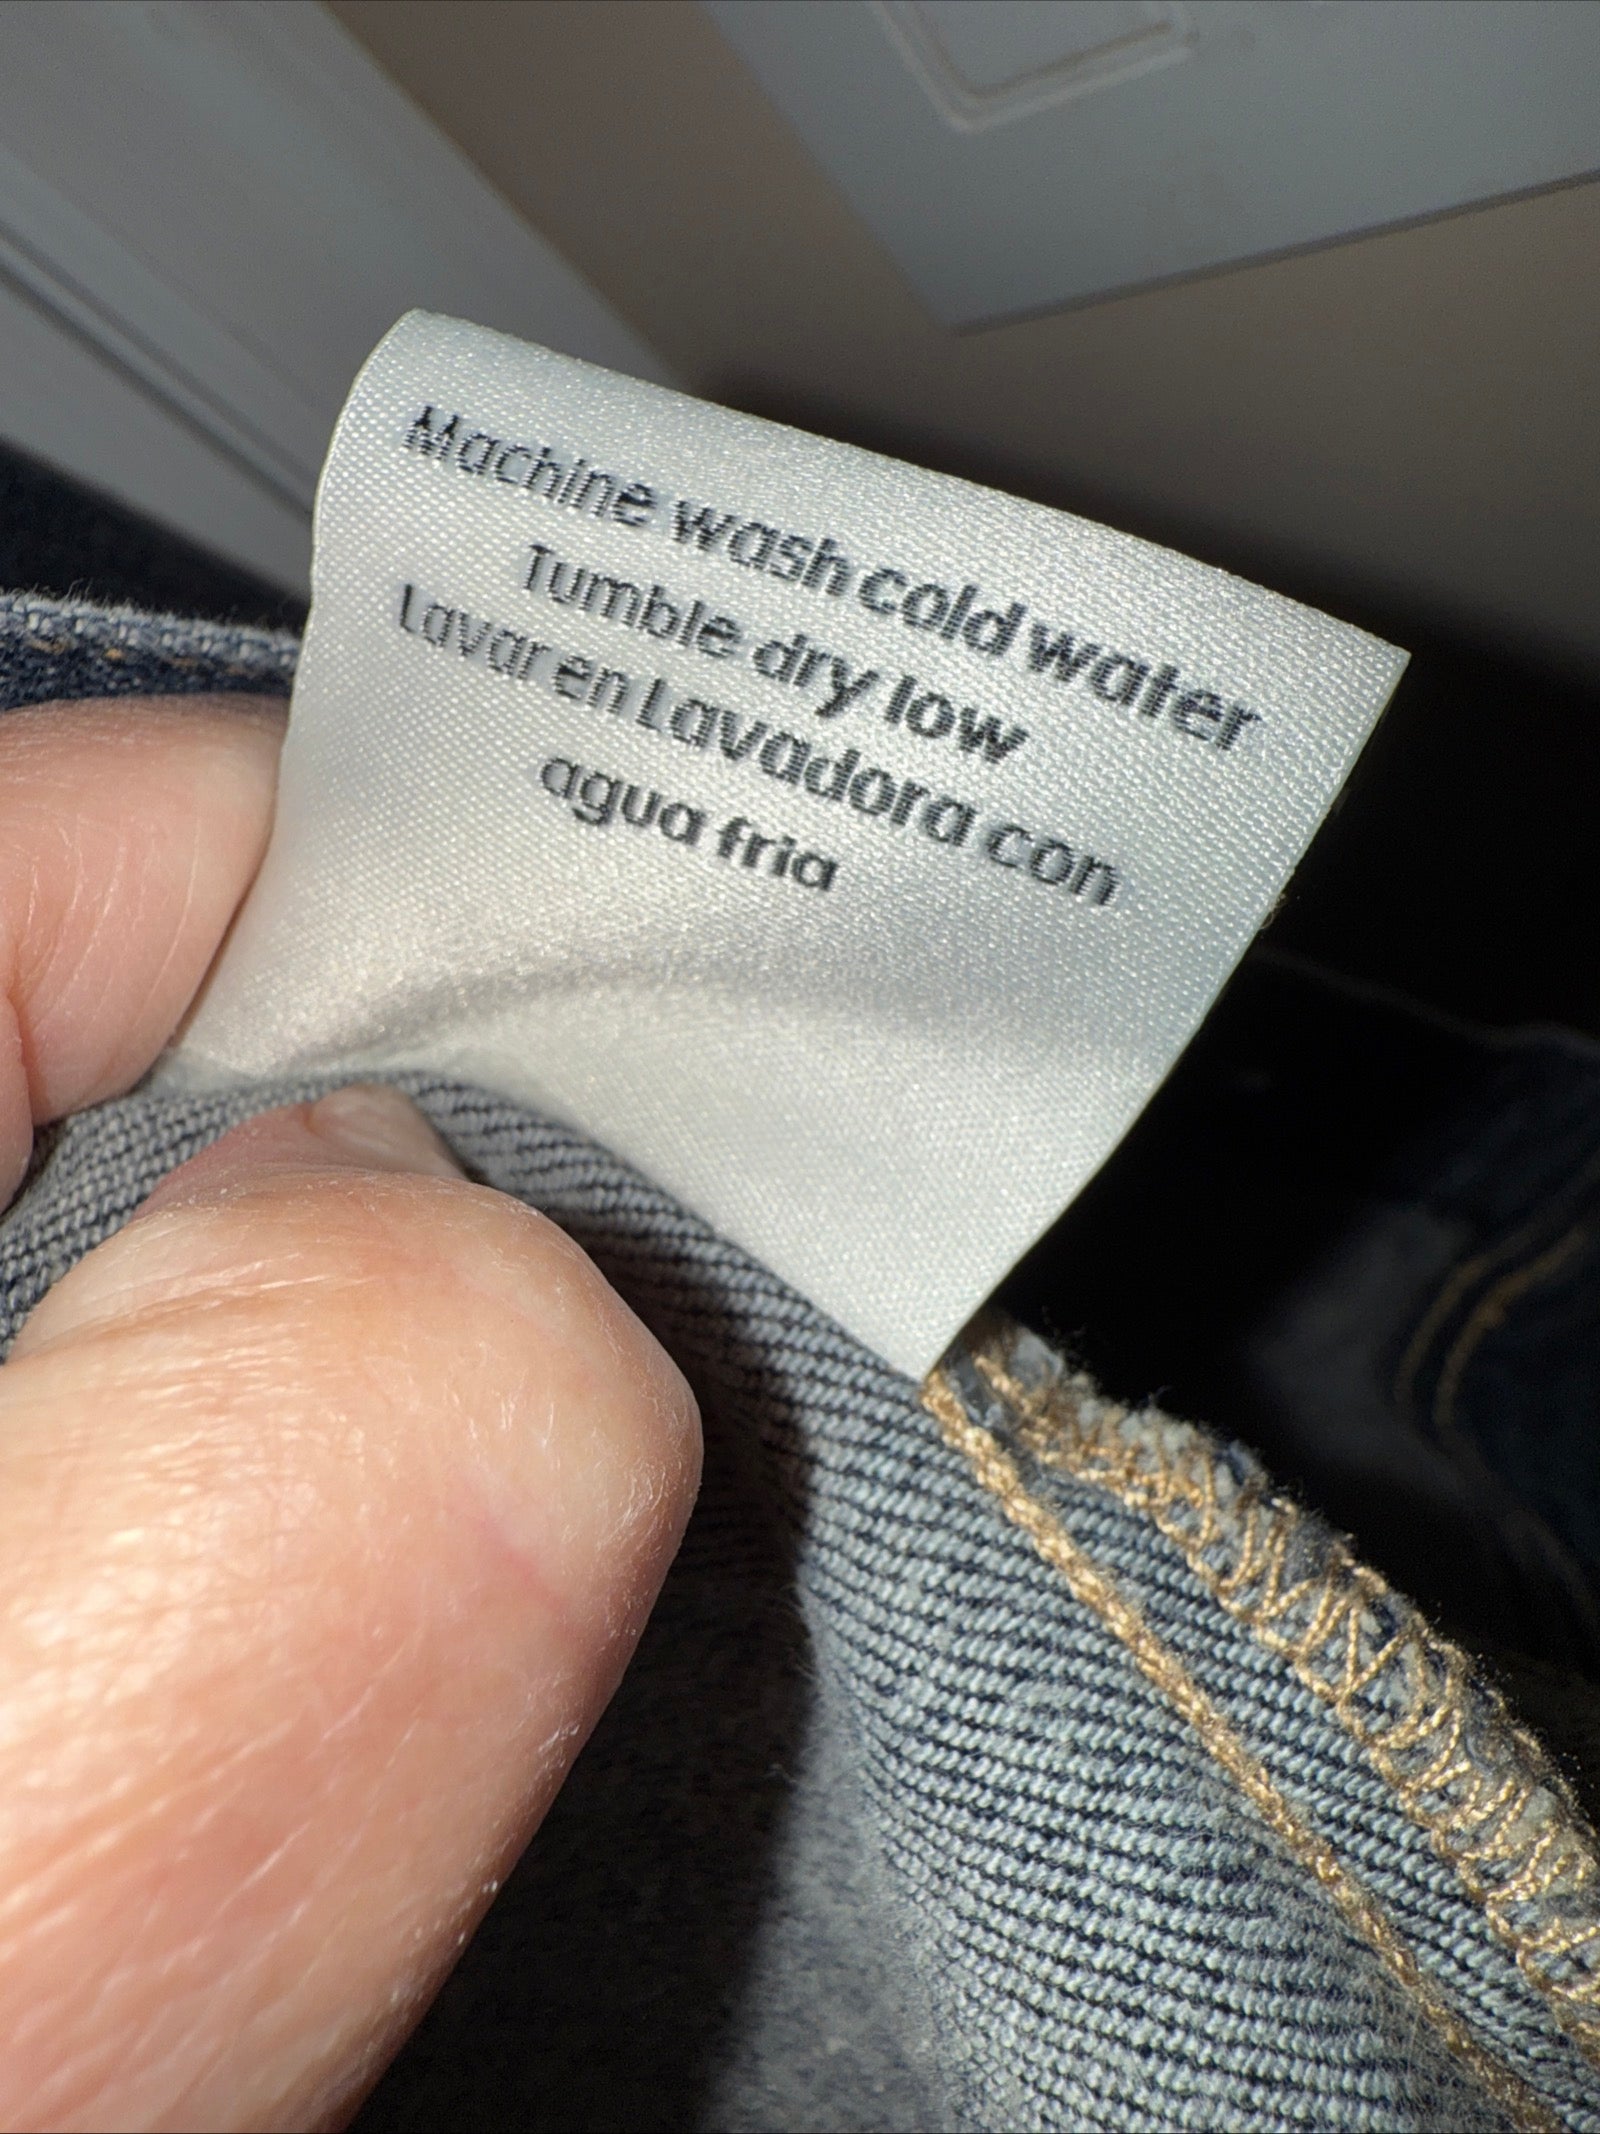 Machine wash cold water
Tumble dry low
Lavar en Lavadora con
agua fria